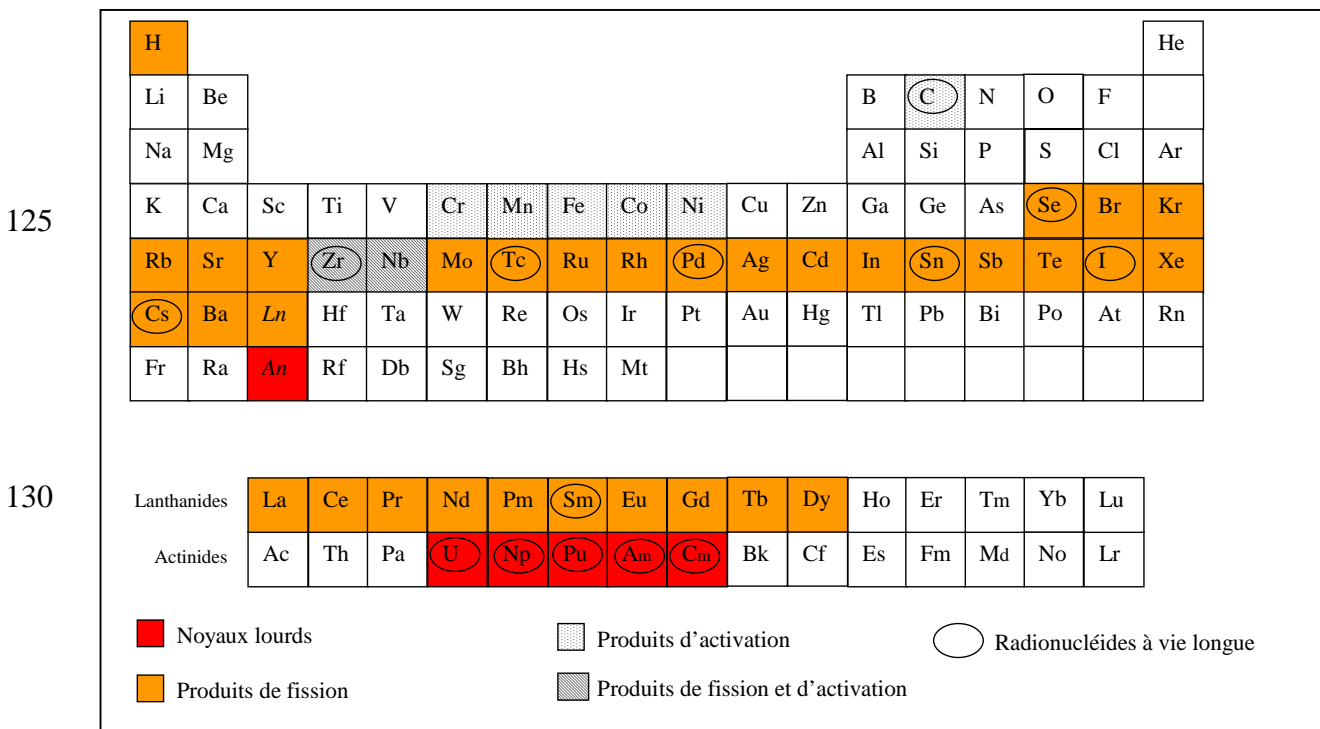 H He
Li Be B C N O F
Na Mg Al Si P S Cl Ar
125 K Ca Sc Ti V Cr Mn Fe Co Ni Cu Zn Ga Ge As Se Br Kr
Rb Sr Y Zr Nb Mo Tc Ru Rh Pd Ag Cd In Sn Sb Te I Xe
Cs Ba Ln Hf Ta W Re Os Ir Pt Au Hg Tl Pb Bi Po At Rn
Fr Ra An Rf Db Sg Bh Hs Mt
130 Lanthanides La Ce Pr Nd Pm Sm Eu Gd Tb Dy Ho Er Tm Yb Lu
Actinides Ac Th Pa U Np Pu Am Cm Bk Cf Es Fm Md No Lr
Noyaux lourds Produits d’activation Radionucléides à vie longue
Produits de fission Produits de fission et d’activation